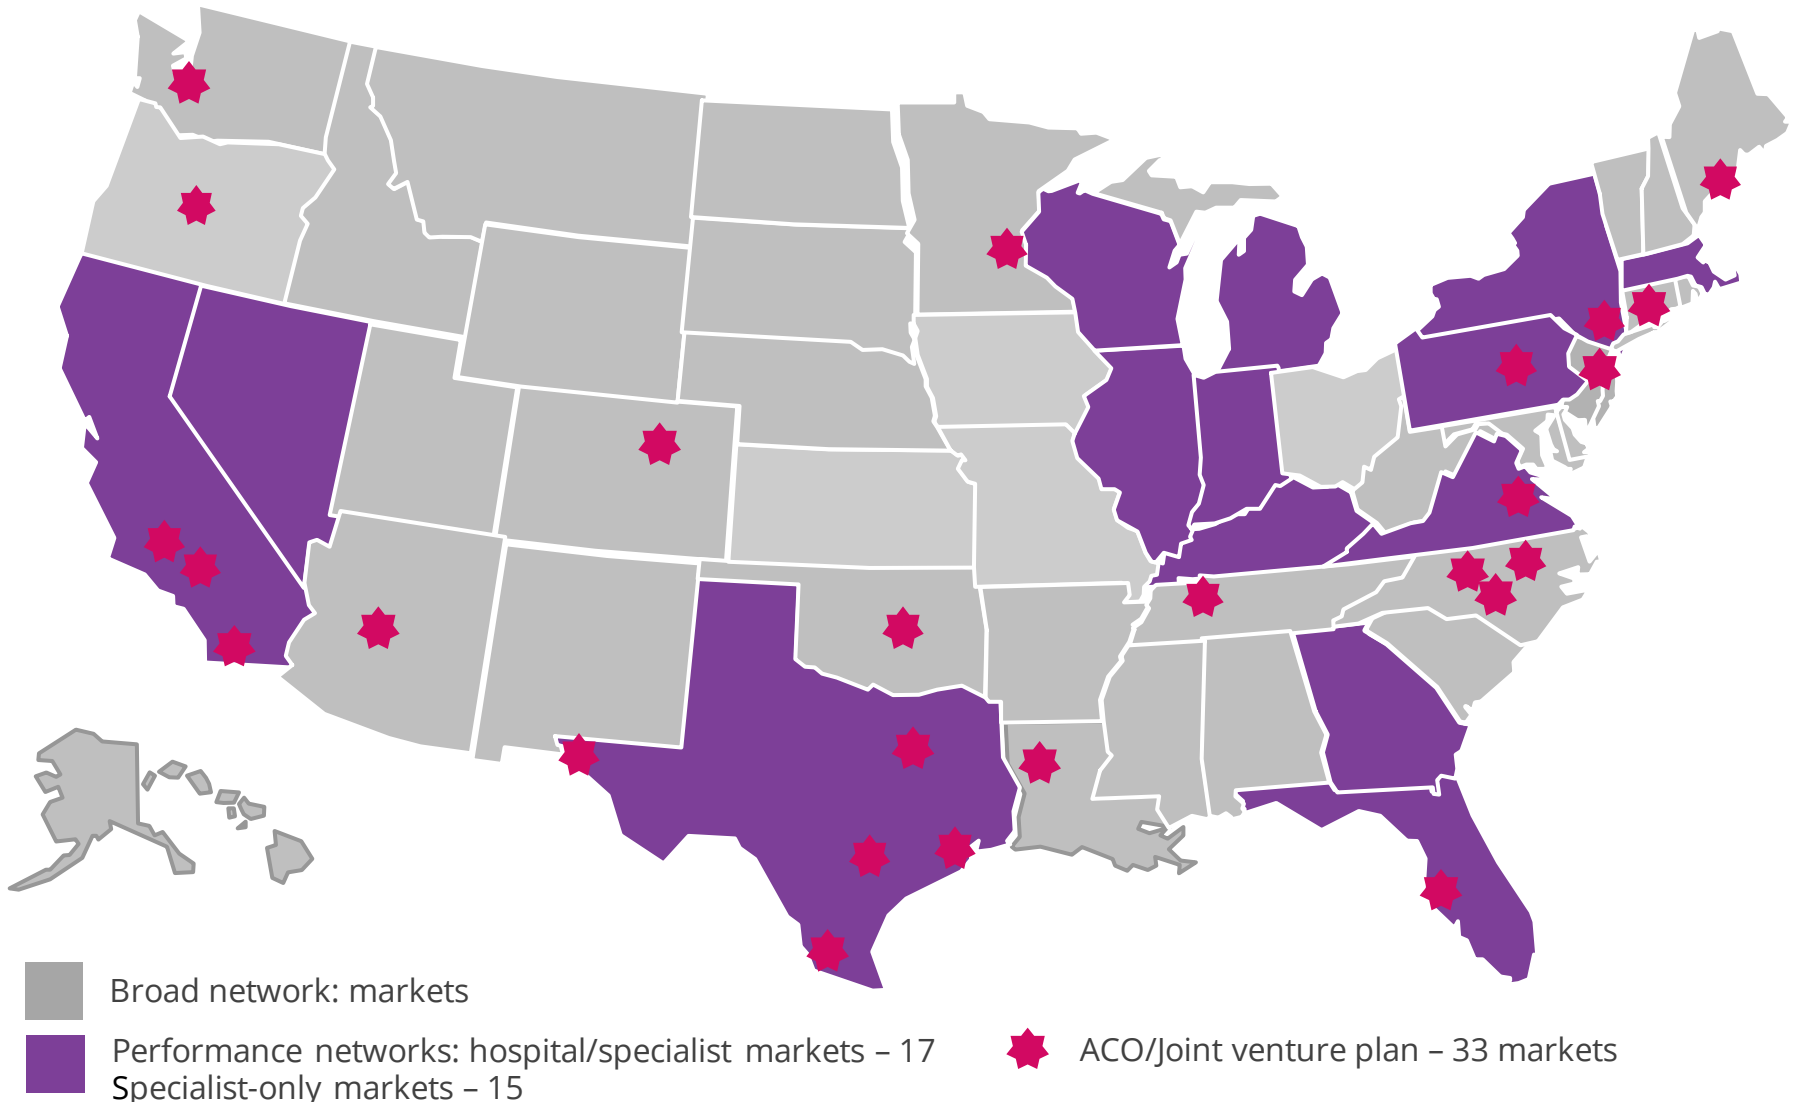 Broad network: markets
Performance networks: hospital/specialist markets – 17
Specialist-only markets – 15
ACO/Joint venture plan – 33 markets